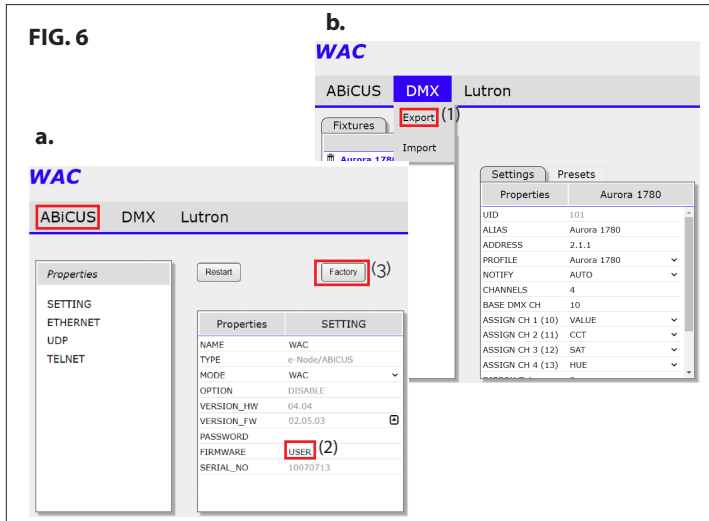 FIG. 6
b.
WAC
ABiCUS DMX Lutron
Fixtures
Export (1)
Import
Aurora 178
Settings Presets
Properties Aurora 1780
UID 101
ALIAS Aurora 1780
ADDRESS 2.1.1
PROFILE Aurora 1780
NOTIFY AUTO
CHANNELS 4
BASE DMX CH 10
ASSIGN CH 1 (10) VALUE
ASSIGN CH 2 (11) CCT
ASSIGN CH 3 (12) SAT
ASSIGN CH 4 (13) HUE
a.
WAC
ABiCUS DMX Lutron
Properties
SETTING
ETHERNET
UDP
TELNET
Restart Factory (3)
Properties SETTING
NAME WAC
TYPE e-Node/ABiCUS
MODE WAC
OPTION DISABLE
VERSION_HW 04.04
VERSION_FW 02.05.03
PASSWORD
FIRMWARE USER (2)
SERIAL_NO 10070713